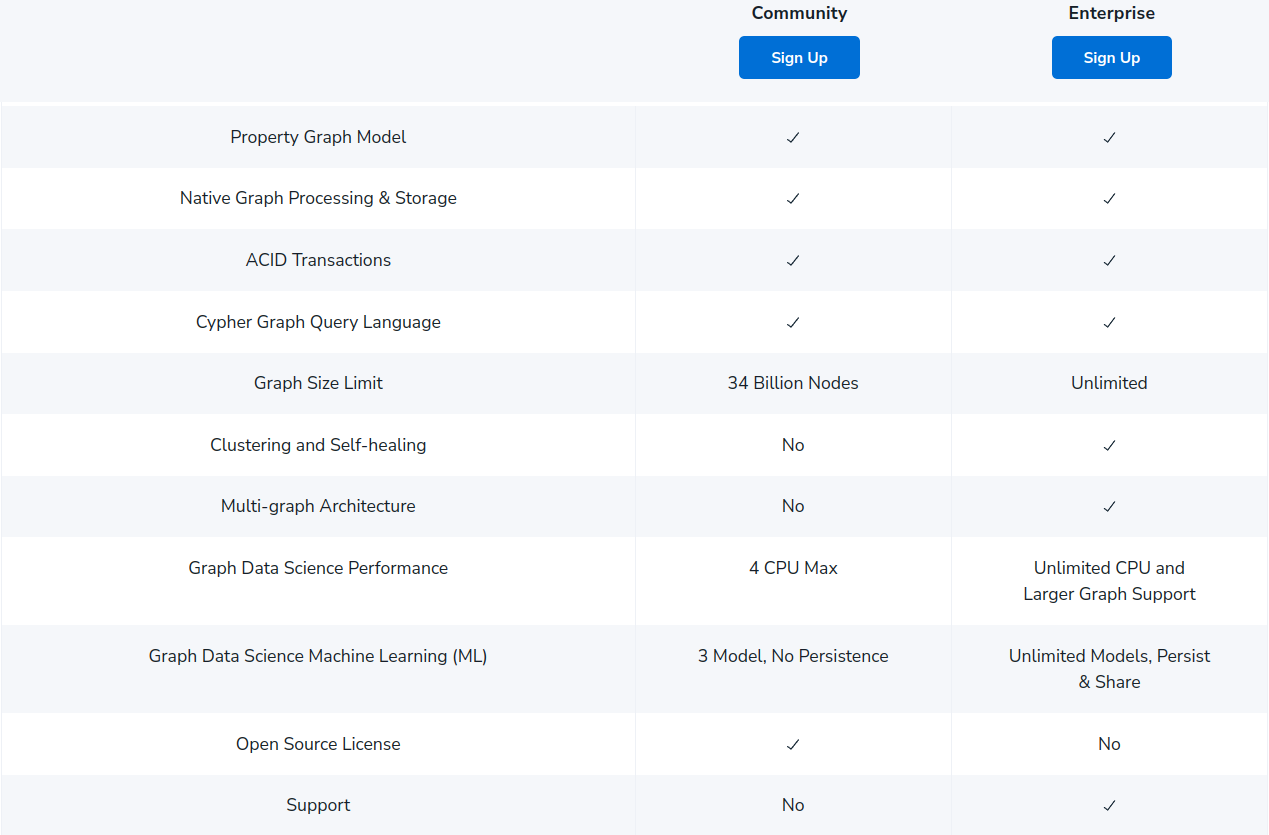 Community Enterprise
Sign Up Sign Up
Property Graph Model ✓ ✓
Native Graph Processing & Storage ✓ ✓
ACID Transactions ✓ ✓
Cypher Graph Query Language ✓ ✓
Graph Size Limit 34 Billion Nodes Unlimited
Clustering and Self-healing No ✓
Multi-graph Architecture No ✓
Graph Data Science Performance 4 CPU Max Unlimited CPU and
Larger Graph Support
Graph Data Science Machine Learning (ML) 3 Model, No Persistence Unlimited Models, Persist
& Share
Open Source License ✓ No
Support No ✓